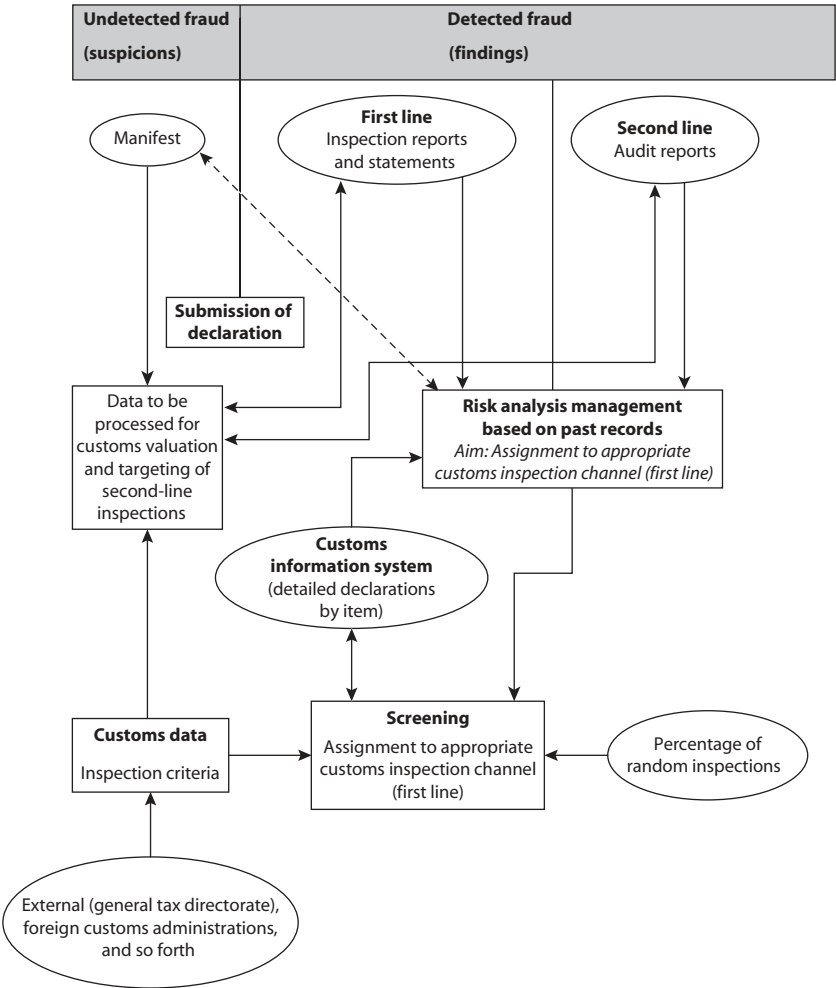 Undetected fraud
(suspicions)
Detected fraud
(findings)
Manifest
First line
Inspection reports
and statements
Second line
Audit reports
Submission of
declaration
Data to be
processed for
customs valuation
and targeting of
second-line
inspections
Risk analysis management
based on past records
Aim: Assignment to appropriate
customs inspection channel (first line)
Customs
information system
(detailed declarations
by item)
Customs data
Inspection criteria
Screening
Assignment to appropriate
customs inspection channel
(first line)
Percentage of
random inspections
External (general tax directorate),
foreign customs administrations,
and so forth